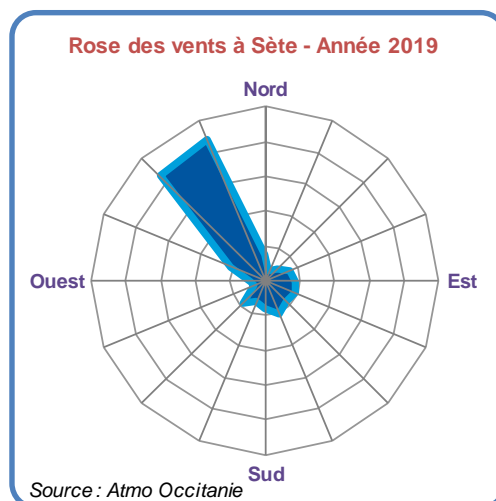 Rose des vents à Sète - Année 2019
Nord
Ouest
Est
Sud
Source : Atmo Occitanie